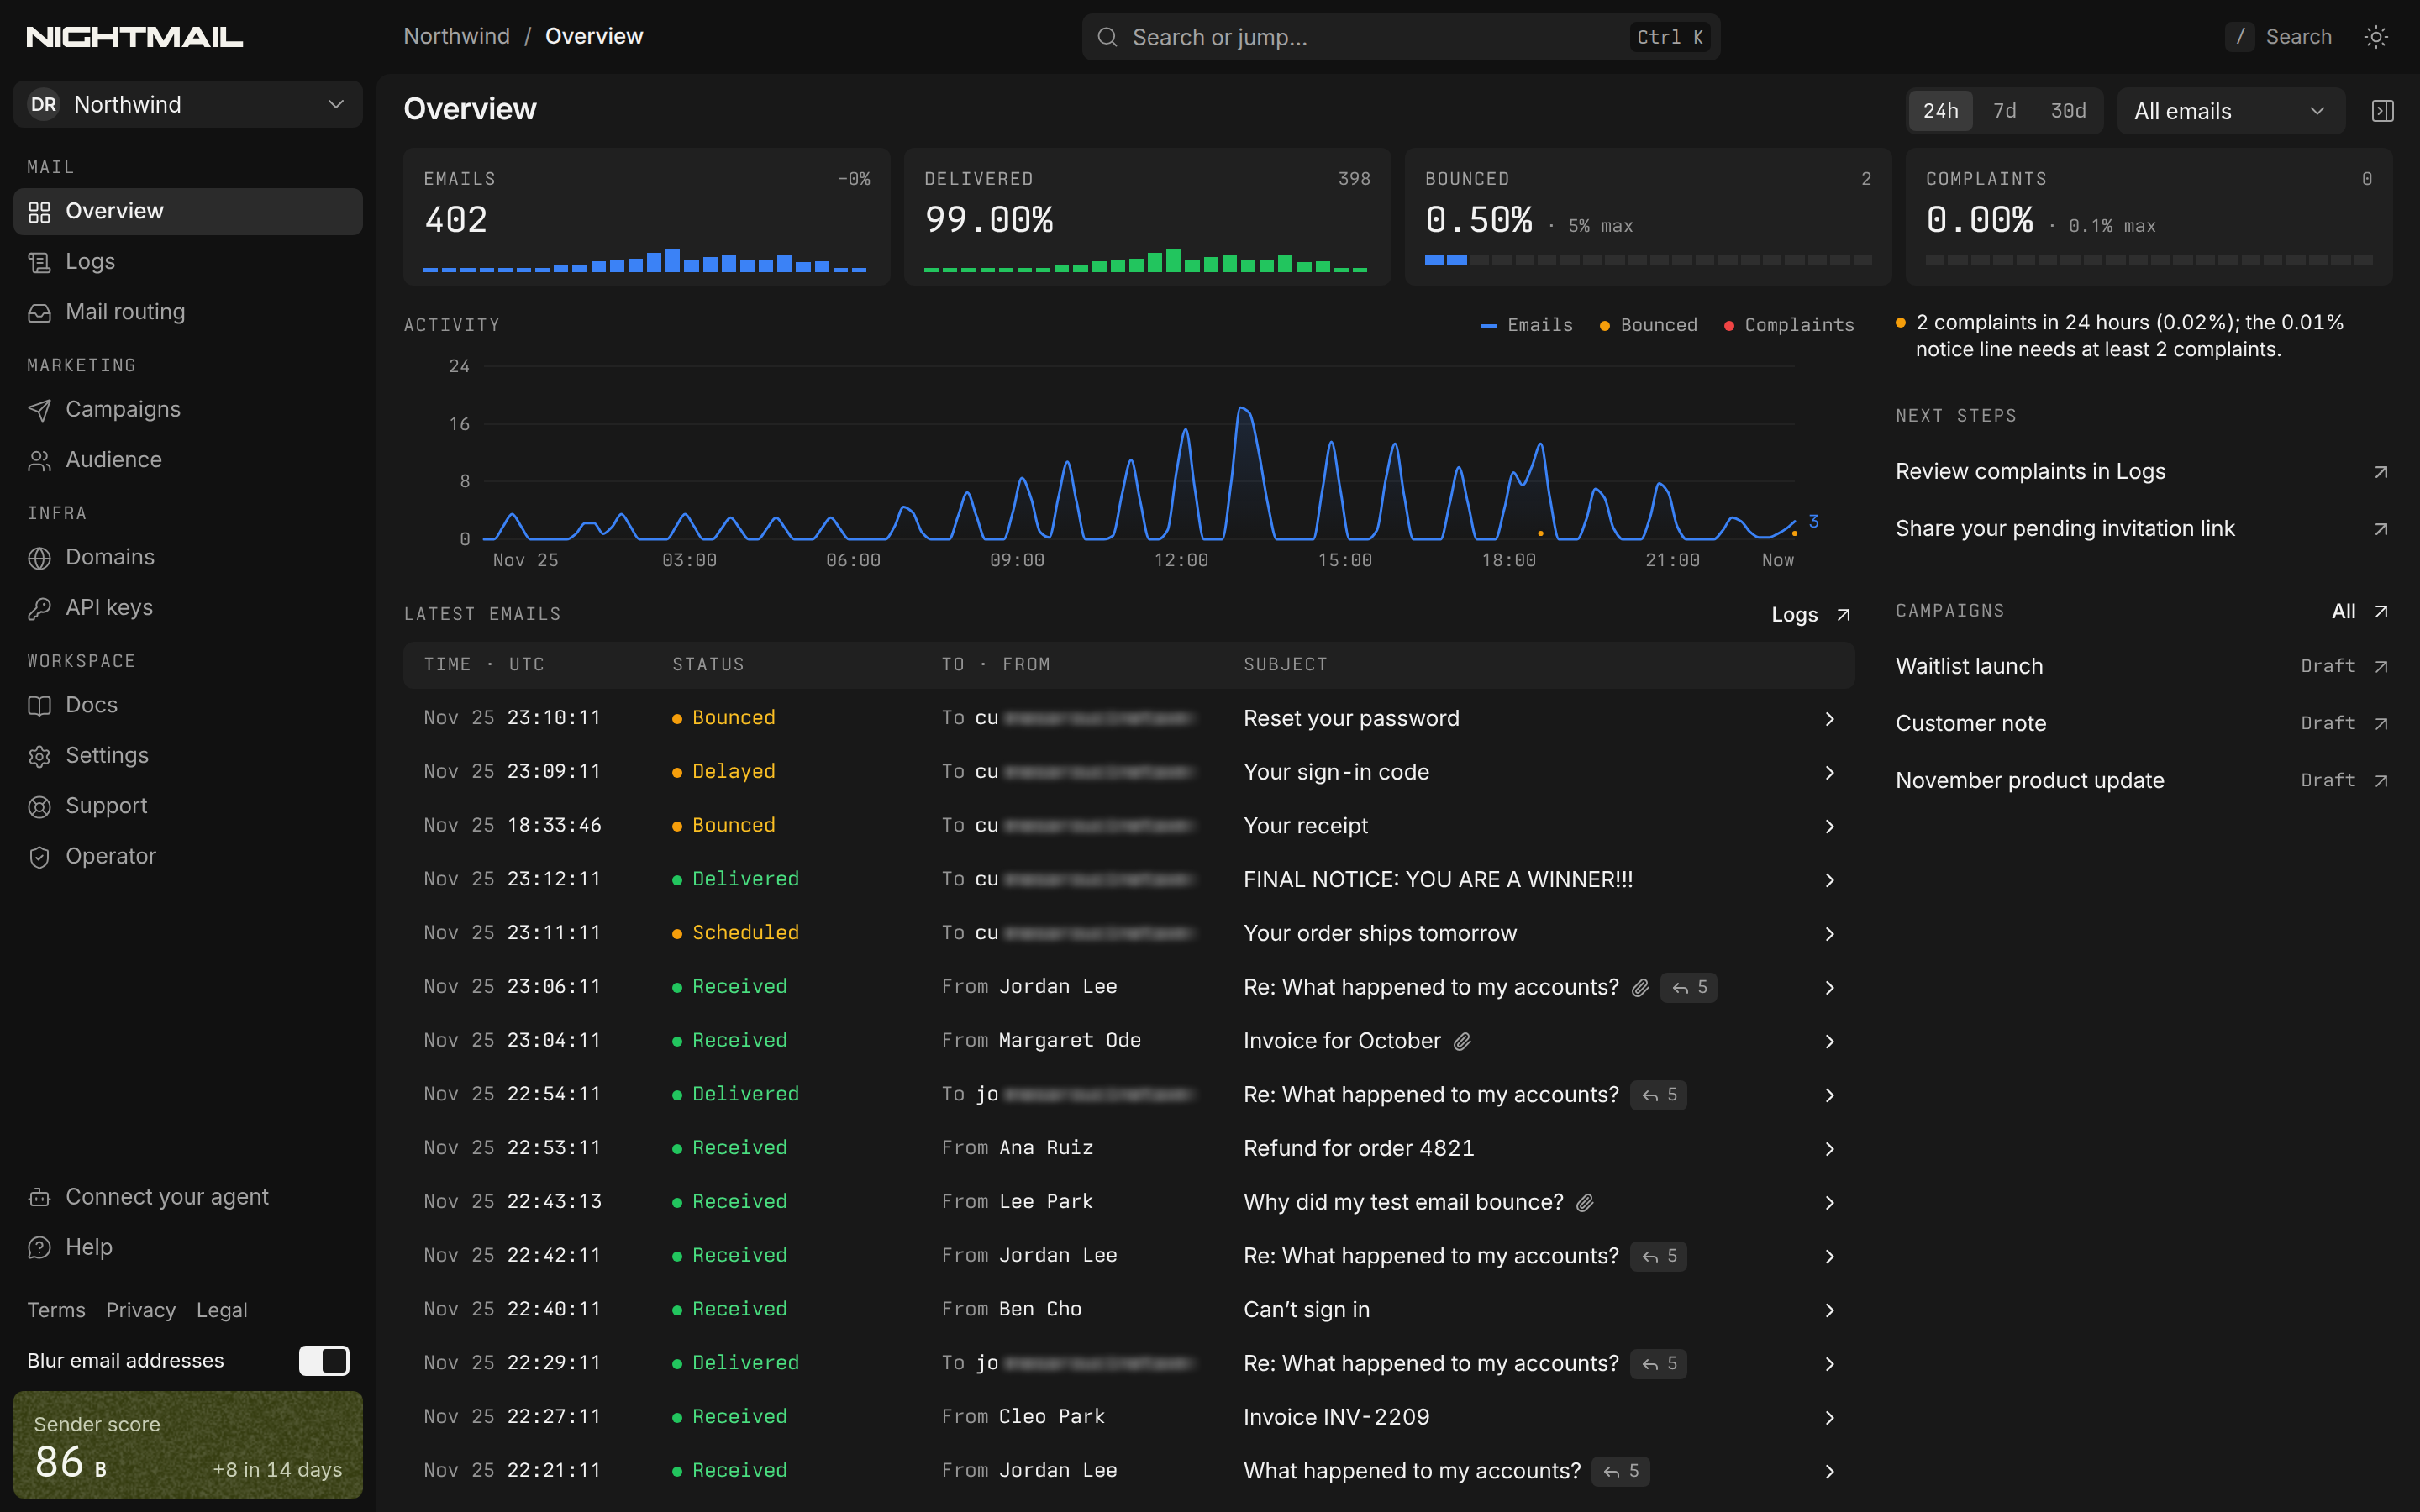 NIGHTMAIL
Northwind / Overview
Search or jump...
Ctrl K
/ Search
DR Northwind
MAIL
Overview
Logs
Mail routing
MARKETING
Campaigns
Audience
INFRA
Domains
API keys
WORKSPACE
Docs
Settings
Support
Operator
Connect your agent
Help
Terms Privacy Legal
Blur email addresses
Sender score
86 B +8 in 14 days
Overview
24h 7d 30d
All emails
EMAILS −0%
402
DELIVERED 398
99.00%
BOUNCED 2
0.50% · 5% max
COMPLAINTS 0
0.00% · 0.1% max
ACTIVITY
Emails Bounced Complaints
24
16
8
0
3
Nov 25 03:00 06:00 09:00 12:00 15:00 18:00 21:00 Now
LATEST EMAILS
Logs
TIME · UTC STATUS TO · FROM SUBJECT
Nov 25 23:10:11 Bounced To cu Reset your password
Nov 25 23:09:11 Delayed To cu Your sign-in code
Nov 25 18:33:46 Bounced To cu Your receipt
Nov 25 23:12:11 Delivered To cu FINAL NOTICE: YOU ARE A WINNER!!!
Nov 25 23:11:11 Scheduled To cu Your order ships tomorrow
Nov 25 23:06:11 Received From Jordan Lee Re: What happened to my accounts? 5
Nov 25 23:04:11 Received From Margaret Ode Invoice for October
Nov 25 22:54:11 Delivered To jo Re: What happened to my accounts? 5
Nov 25 22:53:11 Received From Ana Ruiz Refund for order 4821
Nov 25 22:43:13 Received From Lee Park Why did my test email bounce?
Nov 25 22:42:11 Received From Jordan Lee Re: What happened to my accounts? 5
Nov 25 22:40:11 Received From Ben Cho Can’t sign in
Nov 25 22:29:11 Delivered To jo Re: What happened to my accounts? 5
Nov 25 22:27:11 Received From Cleo Park Invoice INV-2209
Nov 25 22:21:11 Received From Jordan Lee What happened to my accounts? 5
2 complaints in 24 hours (0.02%); the 0.01%
notice line needs at least 2 complaints.
NEXT STEPS
Review complaints in Logs
Share your pending invitation link
CAMPAIGNS All
Waitlist launch Draft
Customer note Draft
November product update Draft